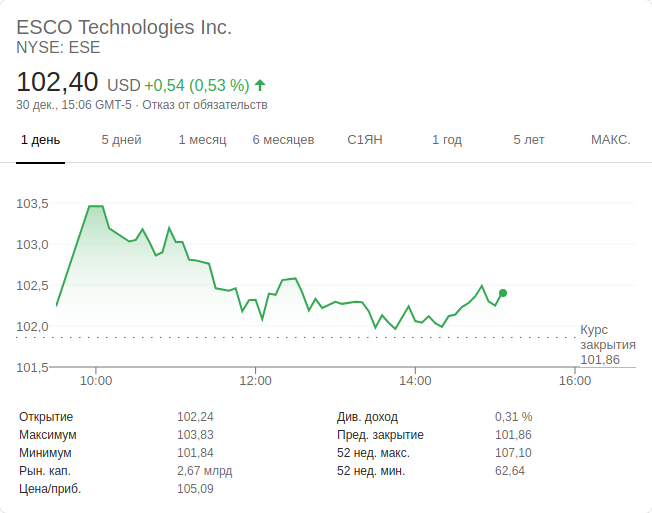 ESCO Technologies Inc.
NYSE: ESE
102,40 USD +0,54 (0,53 %)
30 дек., 15:06 GMT-5 · Отказ от обязательств
1 день 5 дней 1 месяц 6 месяцев С1ЯН 1 год 5 лет МАКС.
103,5
103,0
102,5
102,0
101,5
Курс
закрытия
101,86
10:00 12:00 14:00 16:00
Открытие 102,24
Максимум 103,83
Минимум 101,84
Рын. кап. 2,67 млрд
Цена/приб. 105,09
Див. доход 0,31 %
Пред. закрытие 101,86
52 нед. макс. 107,10
52 нед. мин. 62,64